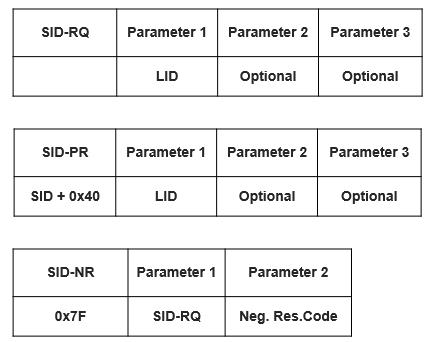 SID-RQ Parameter 1 Parameter 2 Parameter 3
LID Optional Optional
SID-PR Parameter 1 Parameter 2 Parameter 3
SID + 0x40 LID Optional Optional
SID-NR Parameter 1 Parameter 2
0x7F SID-RQ Neg. Res.Code